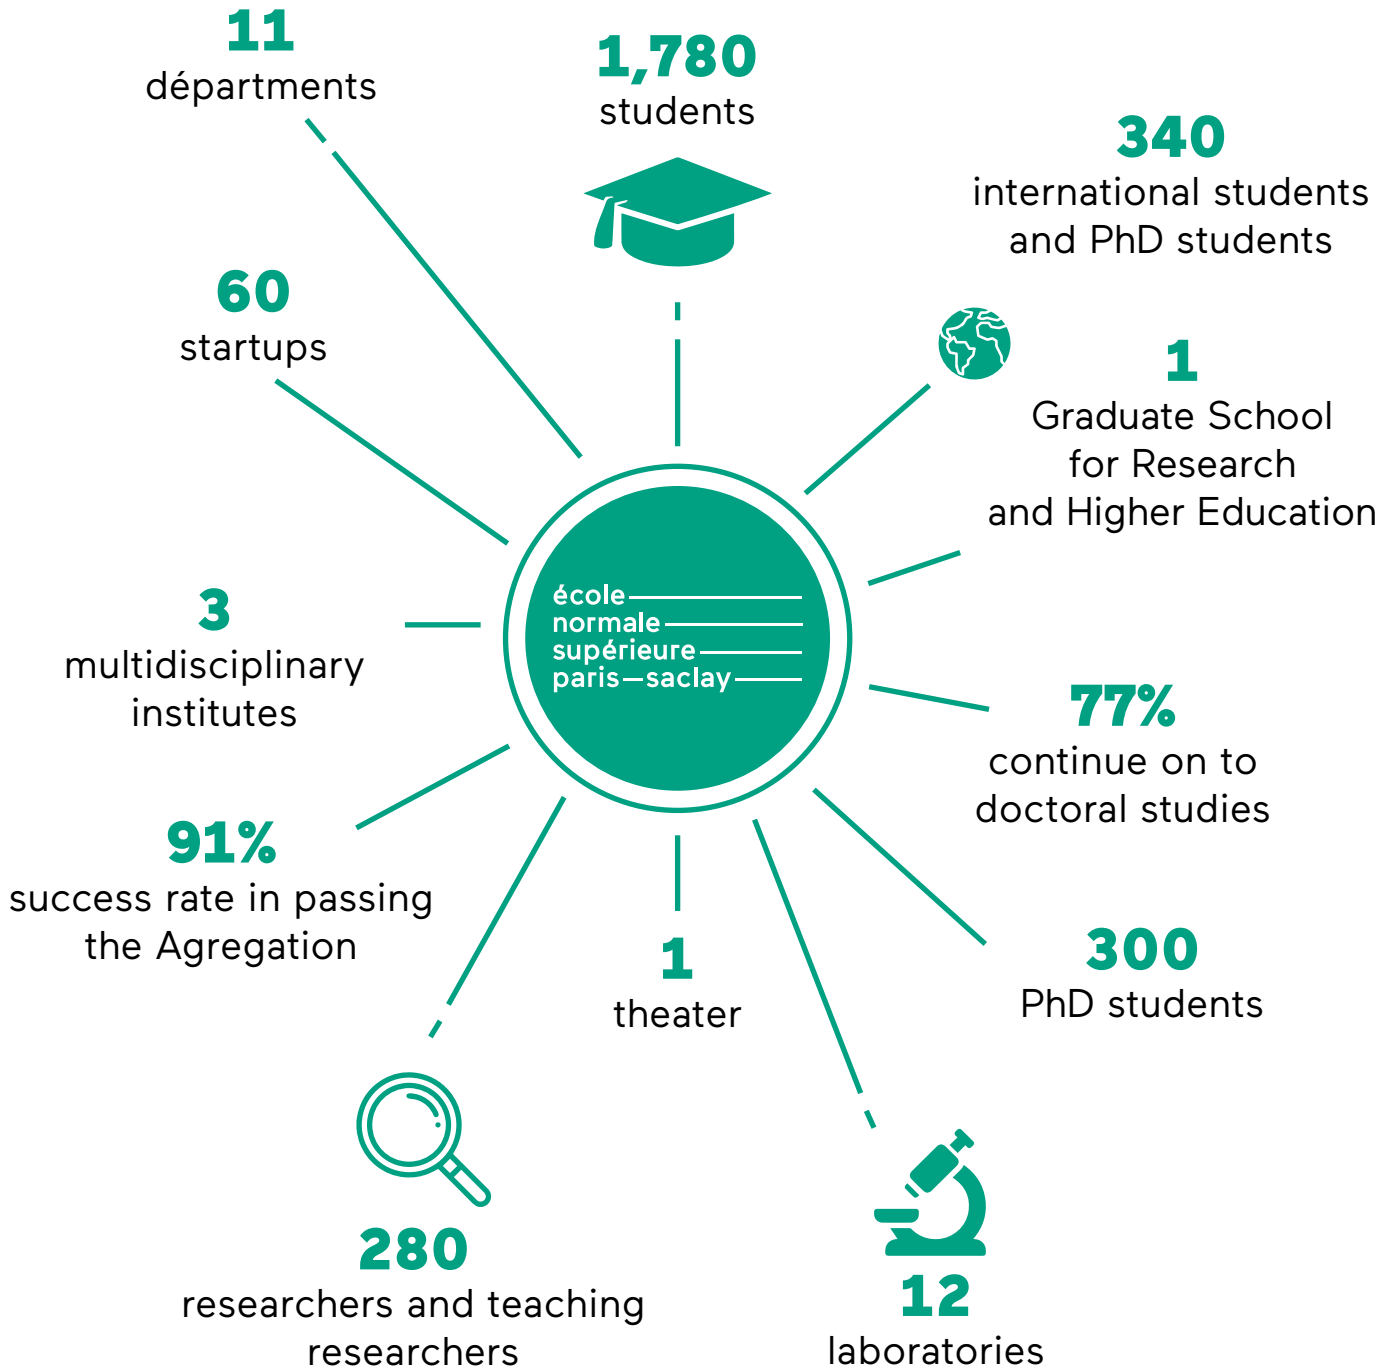 11
départments
1,780
students
340
international students
and PhD students
60
startups
1
Graduate School
for Research
and Higher Education
école
normale
supérieure
paris—saclay
3
multidisciplinary
institutes
77%
continue on to
doctoral studies
91%
success rate in passing
the Agregation
1
theater
300
PhD students
280
researchers and teaching
researchers
12
laboratories